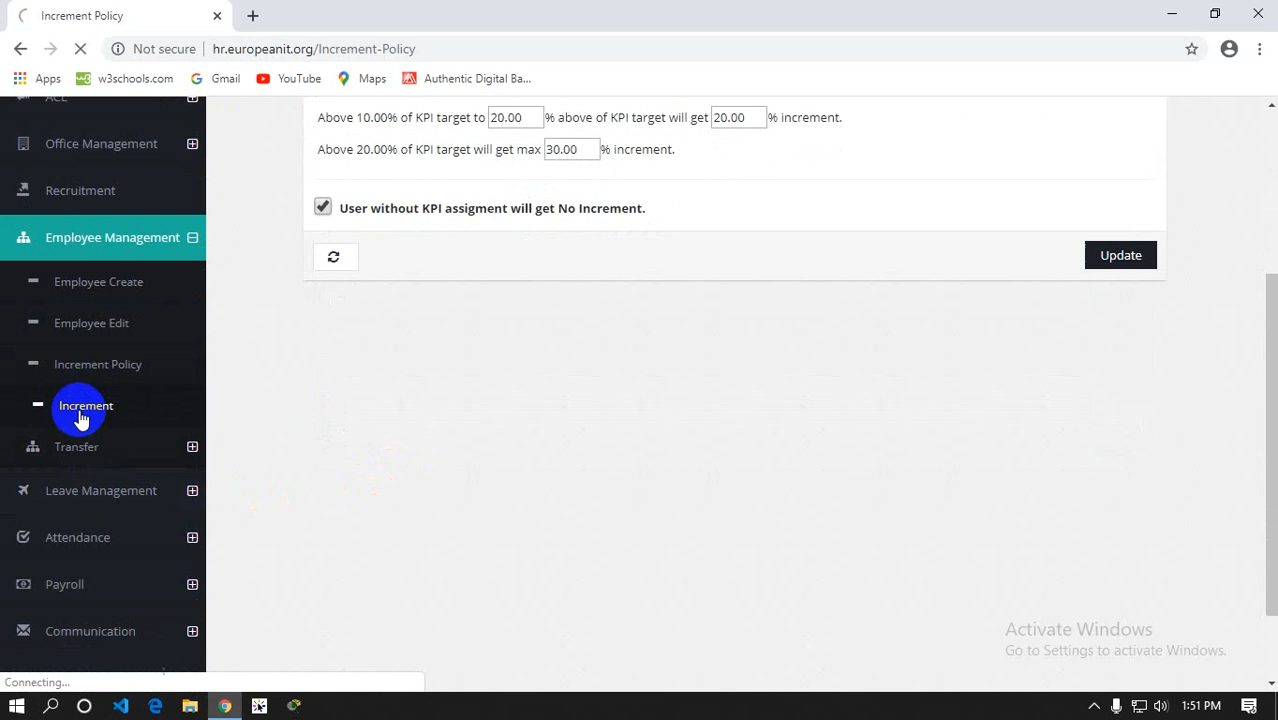 Increment Policy
Not secure
hr.europeanit.org/Increment-Policy
Apps
w3schools.com
Gmail
YouTube
Maps
Authentic Digital Ba...
ACL
Office Management
Recruitment
Employee Management
Employee Create
Employee Edit
Increment Policy
Increment
Transfer
Leave Management
Attendance
Payroll
Communication
Above 10.00% of KPI target to 20.00 % above of KPI target will get 20.00 % increment.
Above 20.00% of KPI target will get max 30.00 % increment.
User without KPI assigment will get No Increment.
Update
Activate Windows
Go to Settings to activate Windows.
Connecting...
1:51 PM